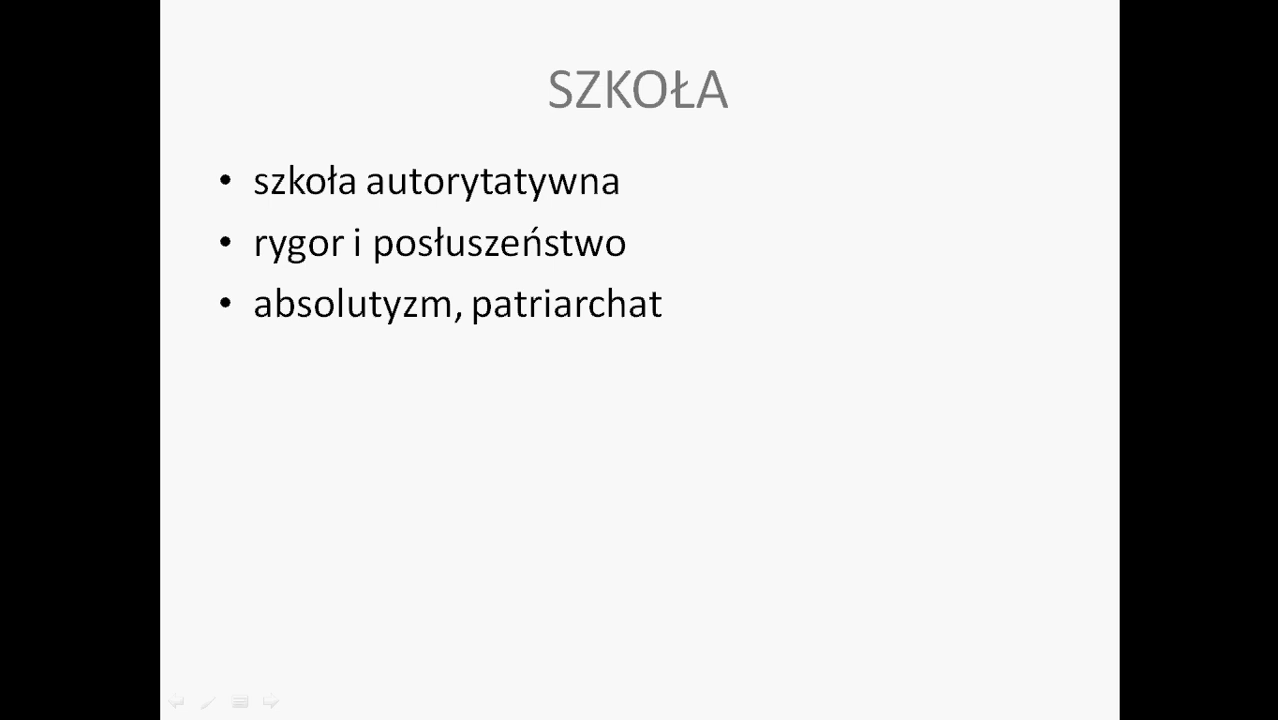 SZKOŁA
• szkoła autorytatywna
• rygor i posłuszeństwo
• absolutyzm, patriarchat